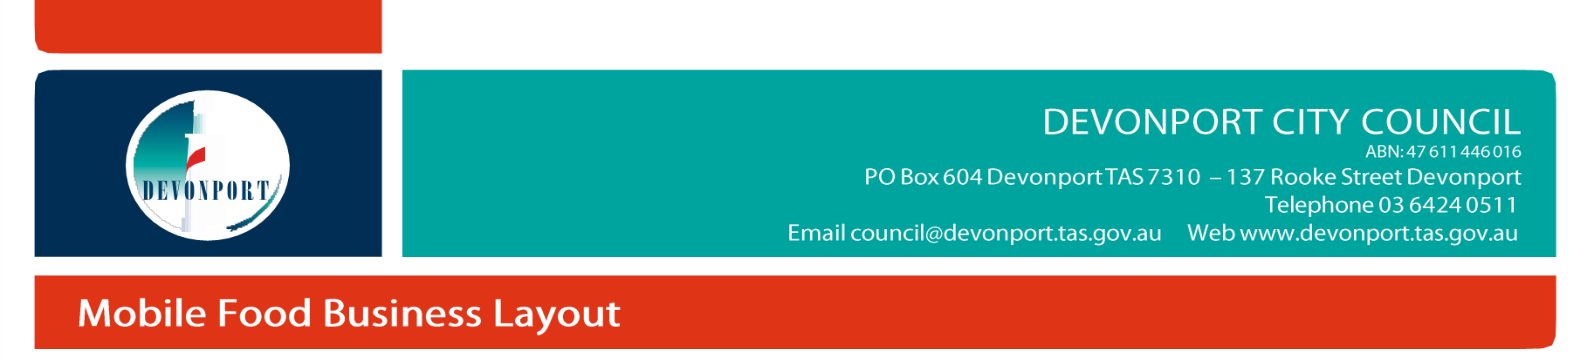 DEVONPORT
DEVONPORT CITY COUNCIL
ABN: 47 611 446 016
PO Box 604 Devonport TAS 7310 – 137 Rooke Street Devonport
Telephone 03 6424 0511
Email council@devonport.tas.gov.au Web www.devonport.tas.gov.au
Mobile Food Business Layout